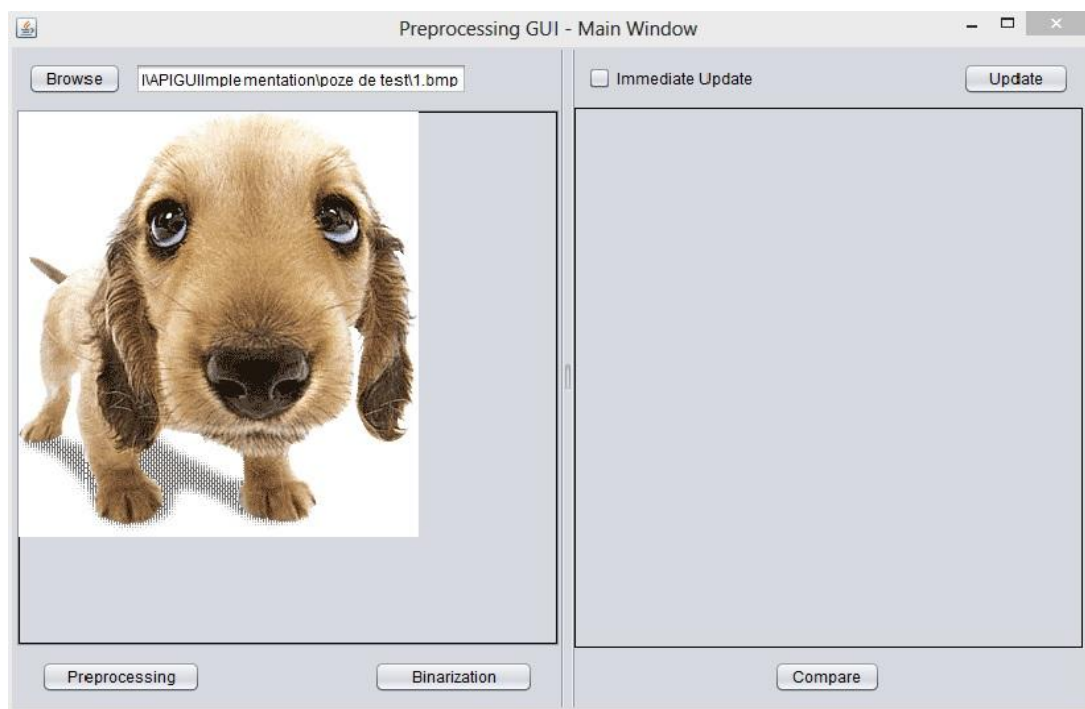 Preprocessing GUI - Main Window
Browse
I\APIGUIImplementation\poze de test\1.bmp
Immediate Update
Update
Preprocessing
Binarization
Compare